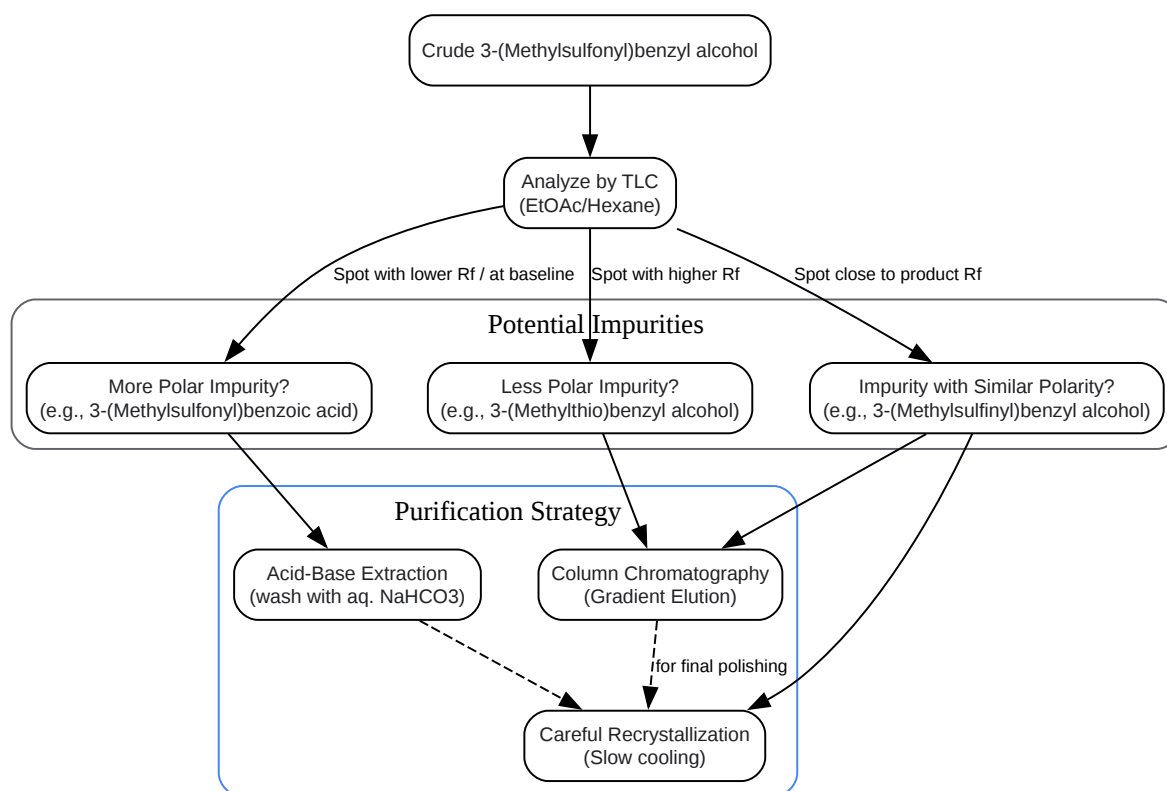 Crude 3-(Methylsulfonyl)benzyl alcohol
Analyze by TLC
(EtOAc/Hexane)
Spot with lower Rf / at baseline
Spot with higher Rf
Spot close to product Rf
Potential Impurities
More Polar Impurity?
(e.g., 3-(Methylsulfonyl)benzoic acid)
Less Polar Impurity?
(e.g., 3-(Methylthio)benzyl alcohol)
Impurity with Similar Polarity?
(e.g., 3-(Methylsulfinyl)benzyl alcohol)
Purification Strategy
Acid-Base Extraction
(wash with aq. NaHCO3)
Column Chromatography
(Gradient Elution)
for final polishing
Careful Recrystallization
(Slow cooling)